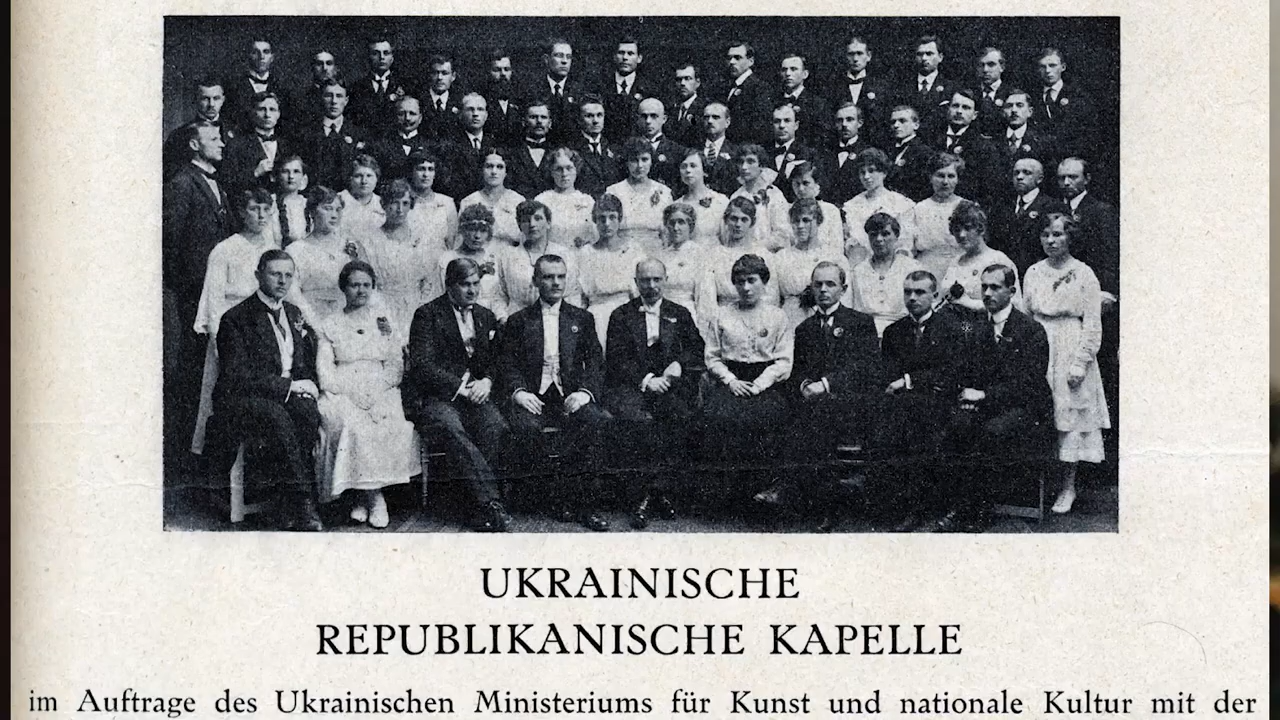 UKRAINISCHE
REPUBLIKANISCHE KAPELLE
im Auftrage des Ukrainischen Ministeriums für Kunst und nationale Kultur mit der